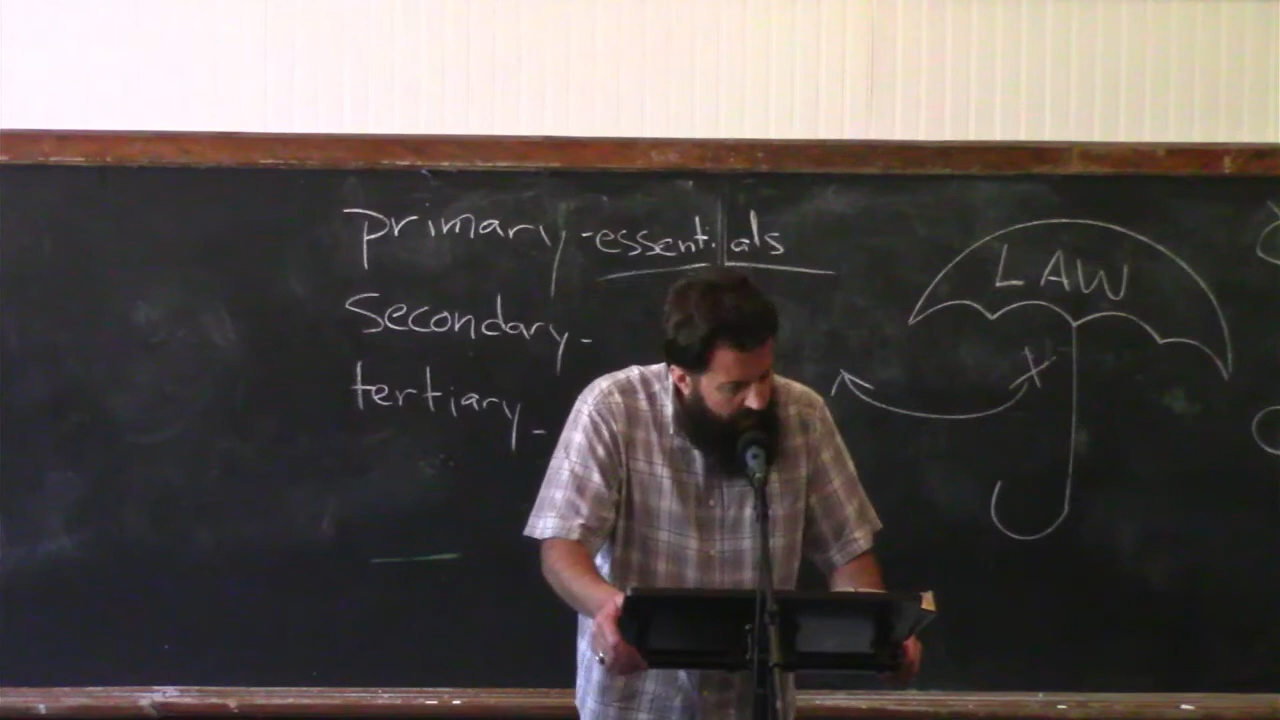 primary - essentials
secondary -
tertiary -
LAW